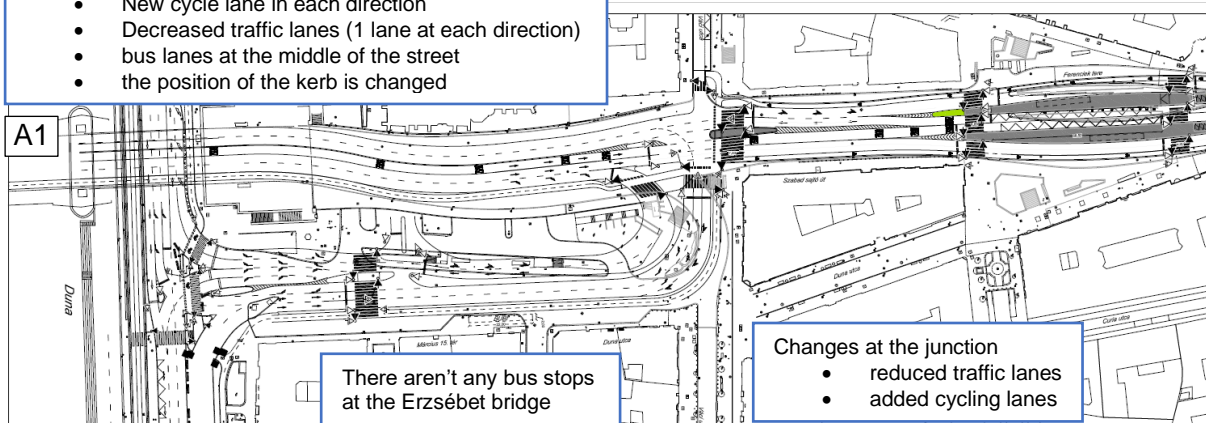 • New cycle lane in each direction
• Decreased traffic lanes (1 lane at each direction)
• bus lanes at the middle of the street
• the position of the kerb is changed
Ferenciek tere
A1
Szabad sajtó út
Duna
Duna utca
Március 15. tér
Duna utca
There aren’t any bus stops
at the Erzsébet bridge
Changes at the junction
• reduced traffic lanes
• added cycling lanes